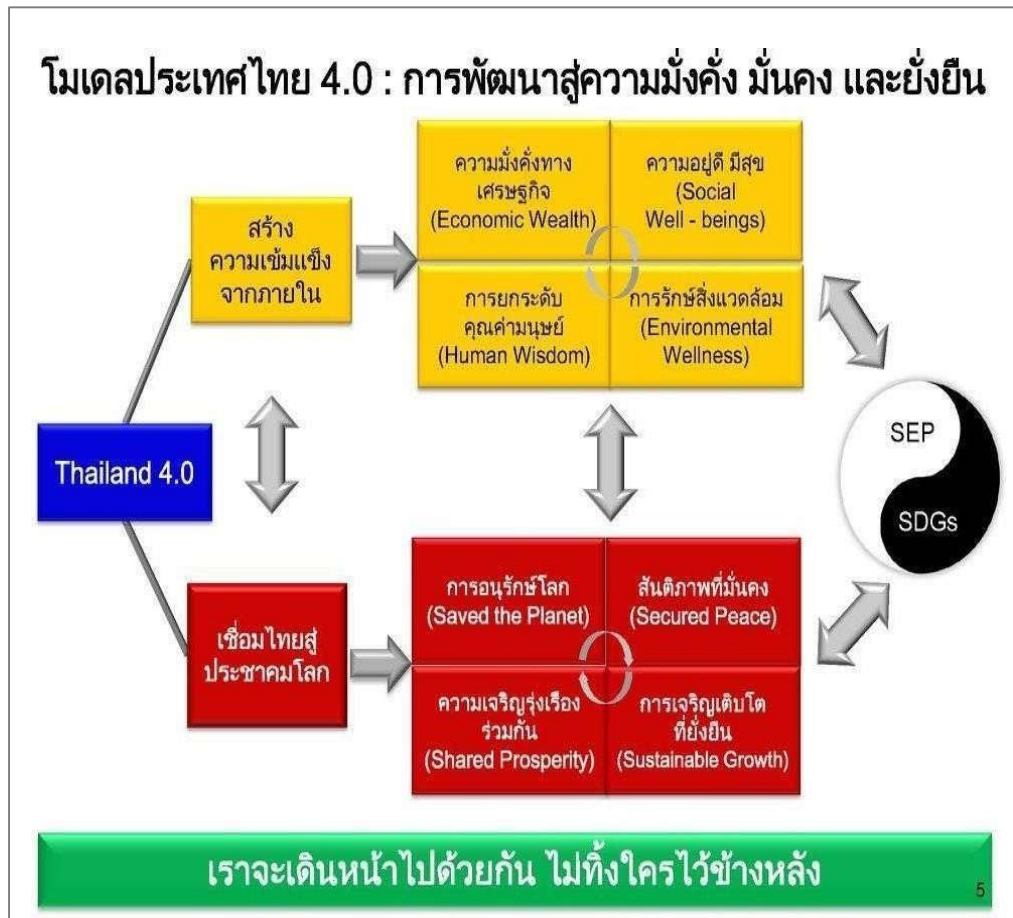 โมเดลประเทศไทย 4.0 : การพัฒนาสู่ความมั่งคั่ง มั่นคง และยั่งยืน
Thailand 4.0
สร้าง
ความเข้มแข็ง
จากภายใน
ความมั่งคั่งทาง
เศรษฐกิจ
(Economic Wealth)
ความอยู่ดี มีสุข
(Social
Well - beings)
การยกระดับ
คุณค่ามนุษย์
(Human Wisdom)
การรักษ์สิ่งแวดล้อม
(Environmental
Wellness)
เชื่อมไทยสู่
ประชาคมโลก
การอนุรักษ์โลก
(Saved the Planet)
สันติภาพที่มั่นคง
(Secured Peace)
ความเจริญรุ่งเรือง
ร่วมกัน
(Shared Prosperity)
การเจริญเติบโต
ที่ยั่งยืน
(Sustainable Growth)
SEP
SDGs
เราจะเดินหน้าไปด้วยกัน ไม่ทิ้งใครไว้ข้างหลัง
5